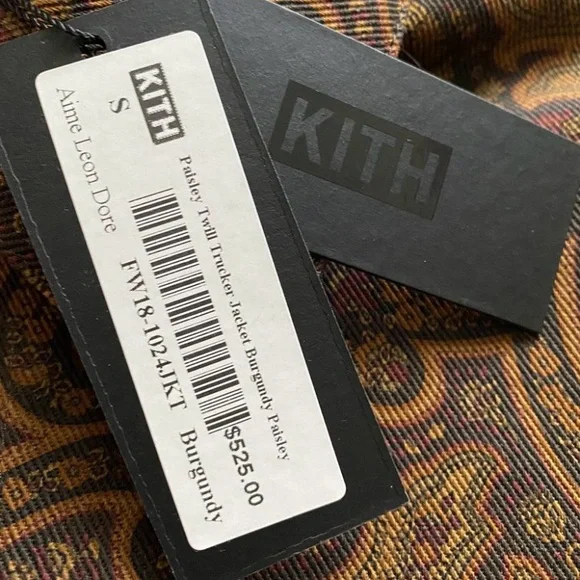 KITH
S
Aime Leon Dore
Paisley Twill Trucker Jacket Burgundy Paisley
$525.00
FW18-1024JKT Burgundy
KITH